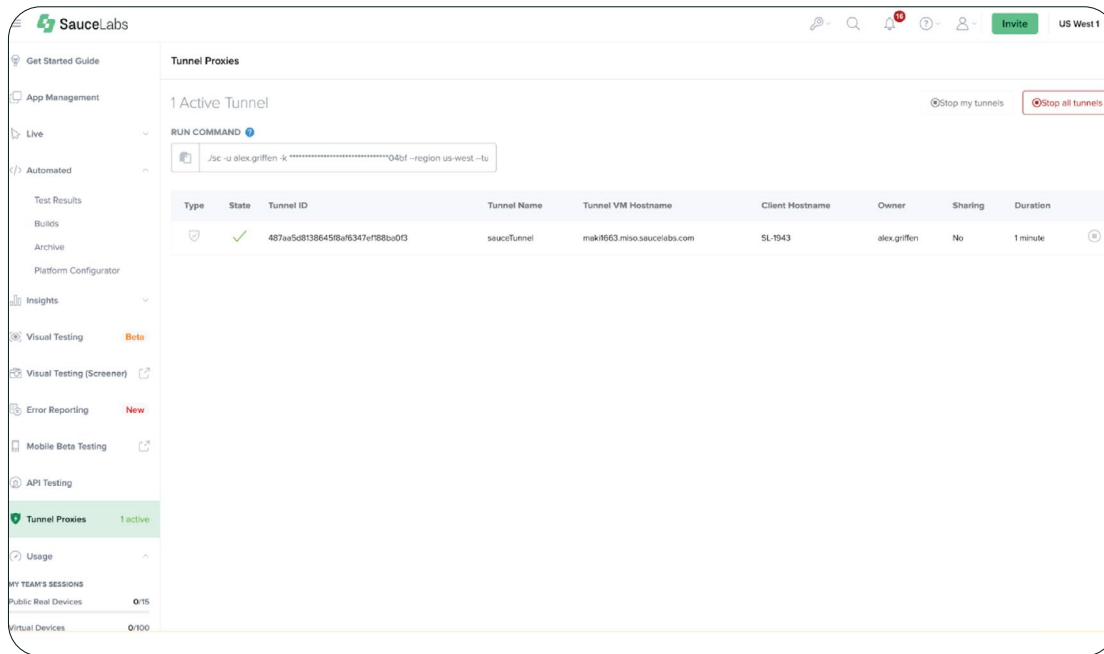 SauceLabs
16
Invite
US West 1
Get Started Guide
App Management
Live
Automated
Test Results
Builds
Archive
Platform Configurator
Insights
Visual Testing Beta
Visual Testing (Screener)
Error Reporting New
Mobile Beta Testing
API Testing
Tunnel Proxies 1 active
Usage
MY TEAM'S SESSIONS
Public Real Devices 0/15
Virtual Devices 0/100
Tunnel Proxies
1 Active Tunnel
Stop my tunnels
Stop all tunnels
RUN COMMAND ?
./sc -u alex.griffen -k ********************************04bf --region us-west --tu
Type State Tunnel ID Tunnel Name Tunnel VM Hostname Client Hostname Owner Sharing Duration
487aa5d8138645f8af6347ef188ba0f3 sauceTunnel maki1663.miso.saucelabs.com SL-1943 alex.griffen No 1 minute